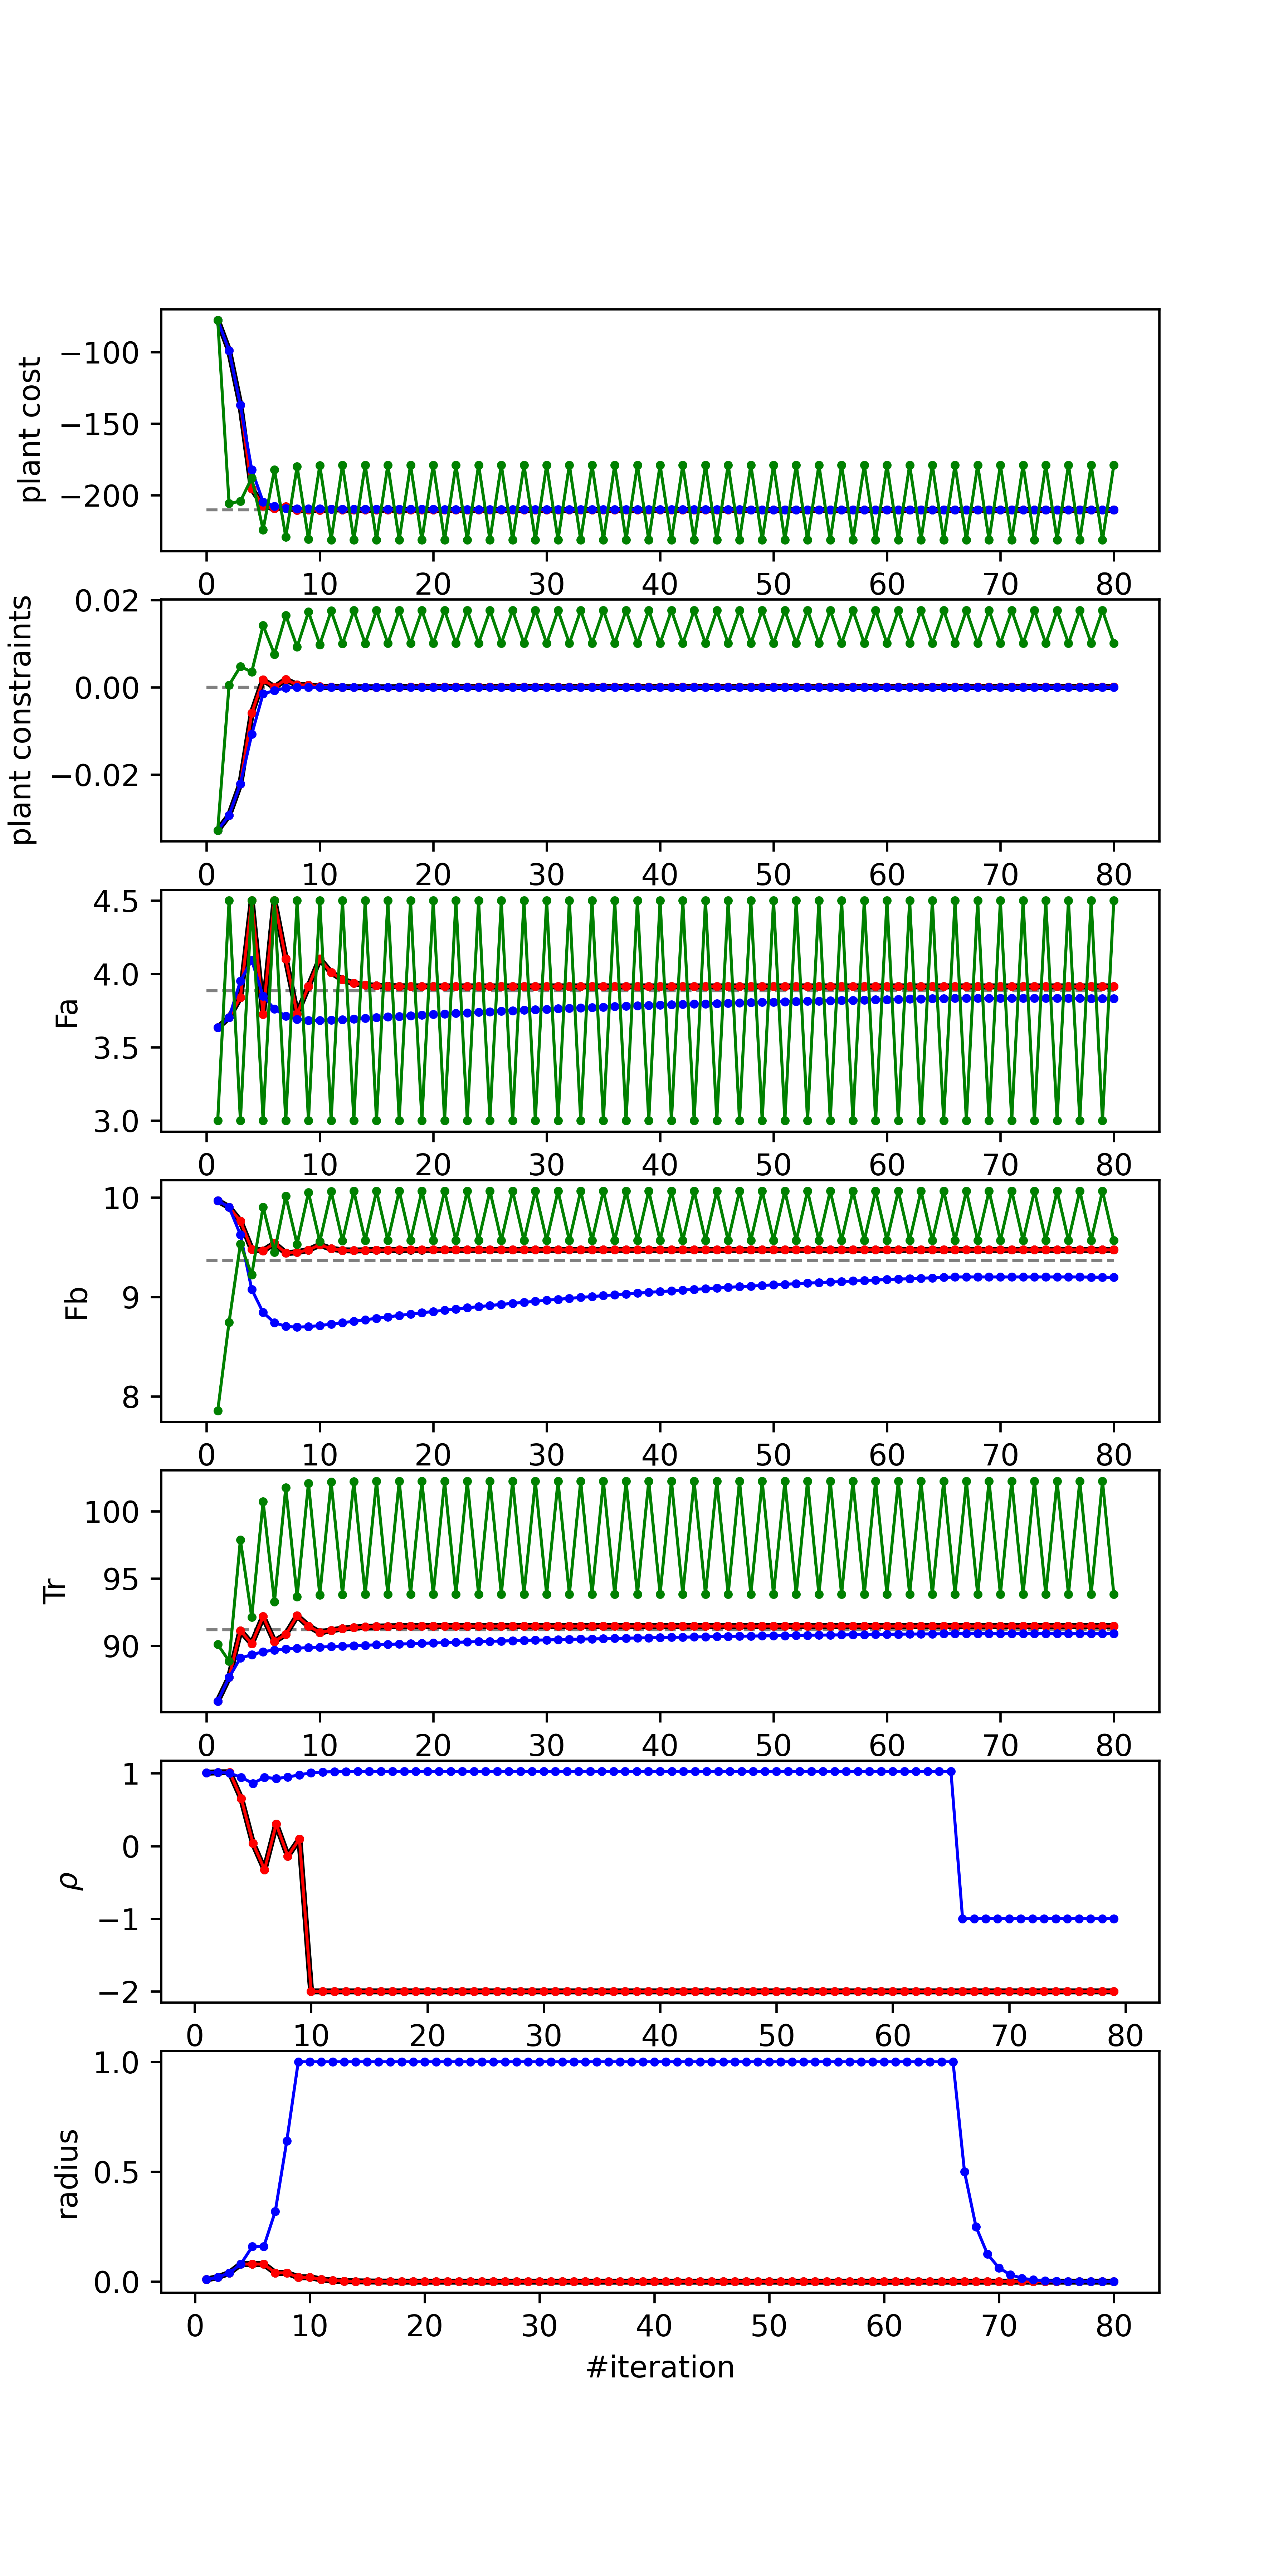 plant cost
−100
−150
−200
0 10 20 30 40 50 60 70 80
plant constraints
0.02
0.00
−0.02
0 10 20 30 40 50 60 70 80
Fa
4.5
4.0
3.5
3.0
0 10 20 30 40 50 60 70 80
Fb
10
9
8
0 10 20 30 40 50 60 70 80
Tr
100
95
90
0 10 20 30 40 50 60 70 80
ρ
1
0
−1
−2
0 10 20 30 40 50 60 70 80
radius
1.0
0.5
0.0
0 10 20 30 40 50 60 70 80
#iteration